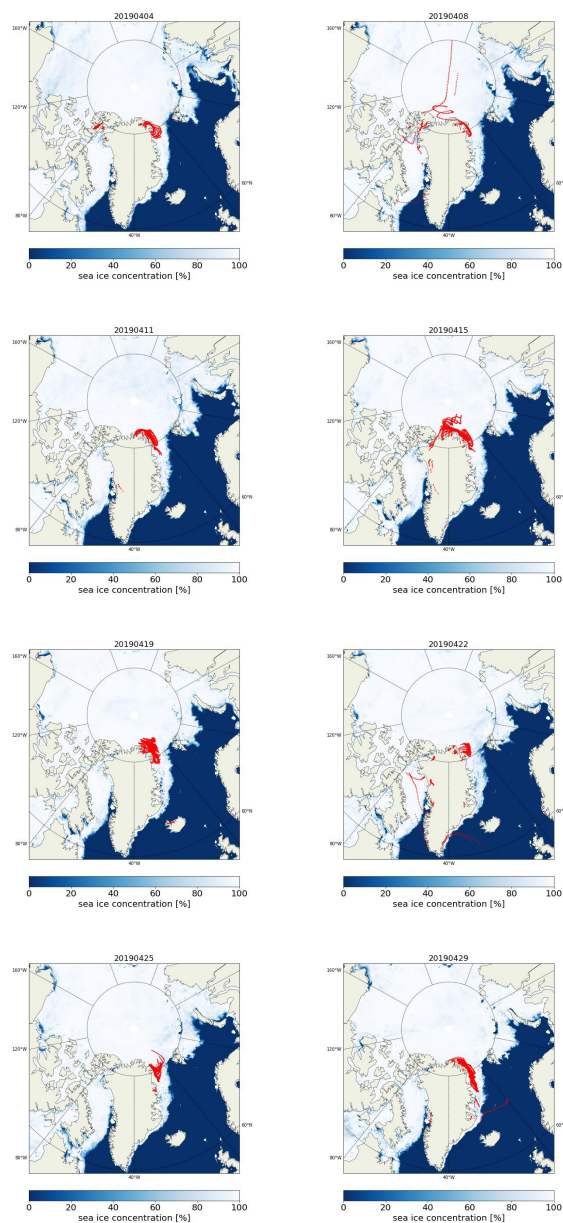 20190404 20190408
160°W 160°W
120°W 120°W
60°N 60°N
80°W 80°W
40°W 40°W
0 20 40 60 80 100 0 20 40 60 80 100
sea ice concentration [%] sea ice concentration [%]
20190411 20190415
160°W 160°W
120°W 120°W
60°N 60°N
80°W 80°W
40°W 40°W
0 20 40 60 80 100 0 20 40 60 80 100
sea ice concentration [%] sea ice concentration [%]
20190419 20190422
160°W 160°W
120°W 120°W
60°N 60°N
80°W 80°W
40°W 40°W
0 20 40 60 80 100 0 20 40 60 80 100
sea ice concentration [%] sea ice concentration [%]
20190425 20190429
160°W 160°W
120°W 120°W
60°N 60°N
80°W 80°W
40°W 40°W
0 20 40 60 80 100 0 20 40 60 80 100
sea ice concentration [%] sea ice concentration [%]